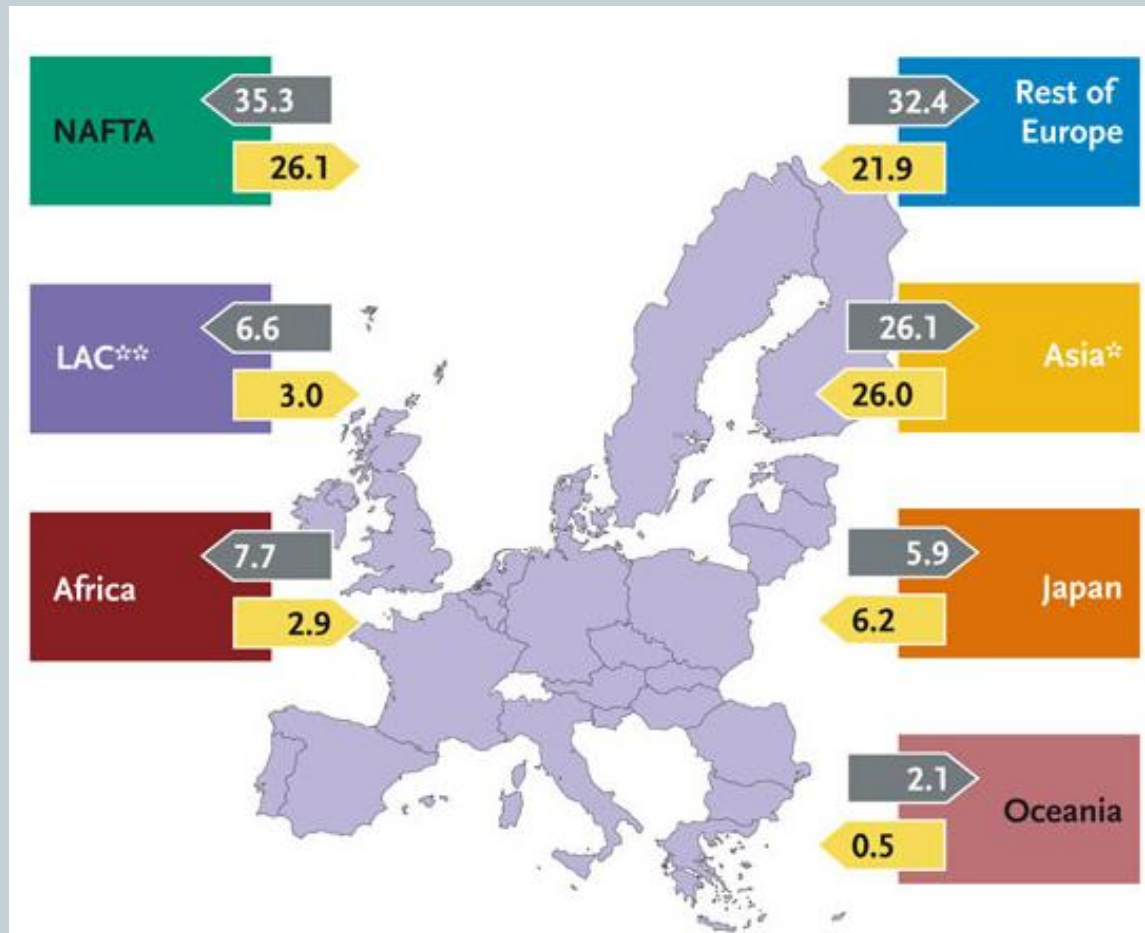 NAFTA
35.3
26.1
Rest of
Europe
32.4
21.9
LAC**
6.6
3.0
Asia*
26.1
26.0
Africa
7.7
2.9
Japan
5.9
6.2
Oceania
2.1
0.5